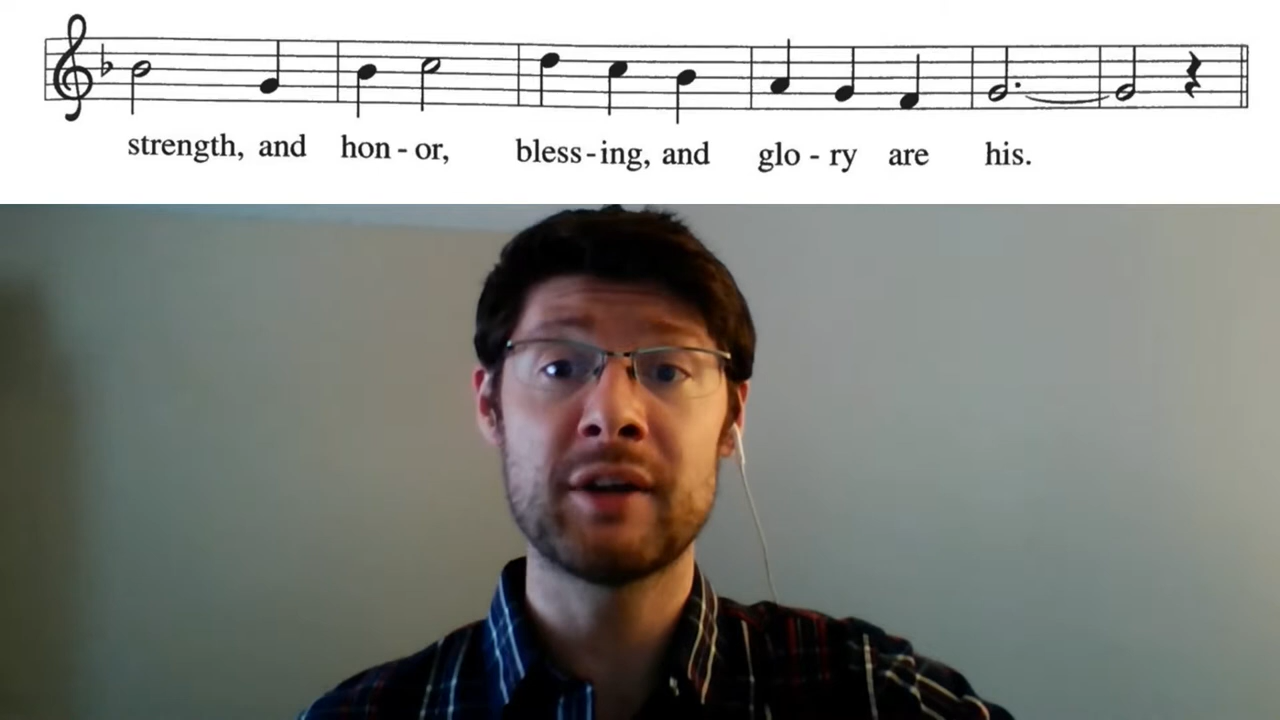 strength, and hon - or, bless - ing, and glo - ry are his.